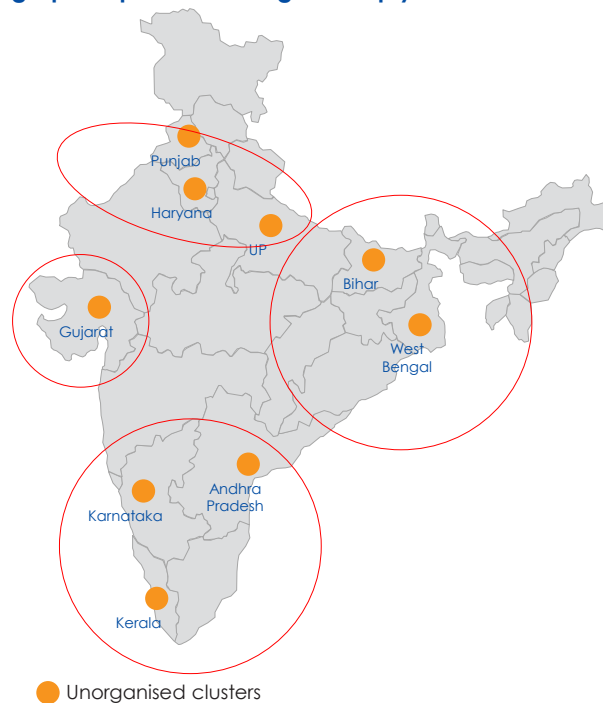 Punjab
Haryana
UP
Bihar
Gujarat
West
Bengal
Andhra
Pradesh
Karnataka
Kerala
Unorganised clusters